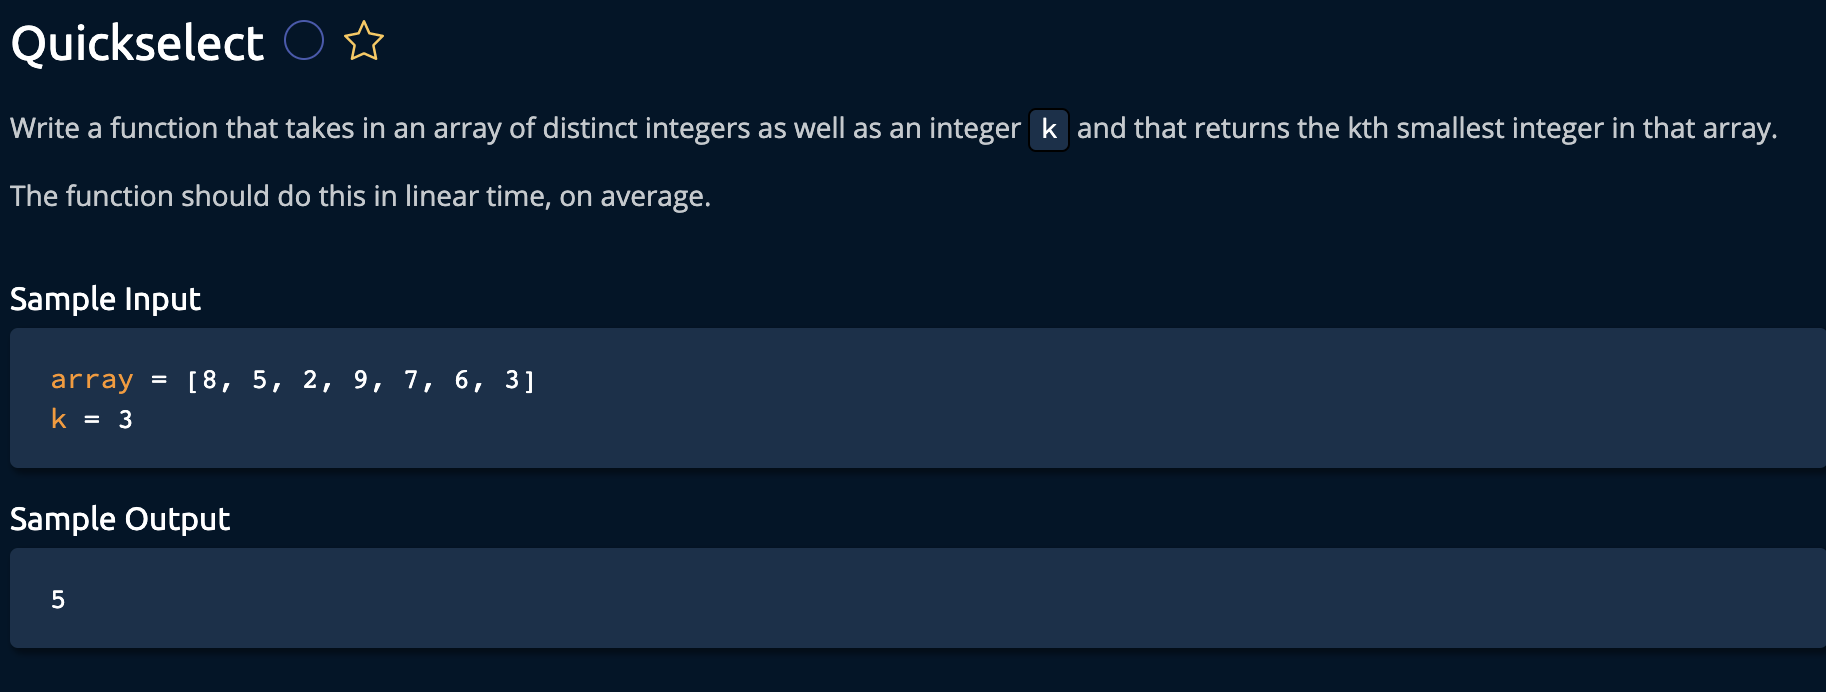 Quickselect
Write a function that takes in an array of distinct integers as well as an integer k and that returns the kth smallest integer in that array.
The function should do this in linear time, on average.
Sample Input
array = [8, 5, 2, 9, 7, 6, 3]
k = 3
Sample Output
5